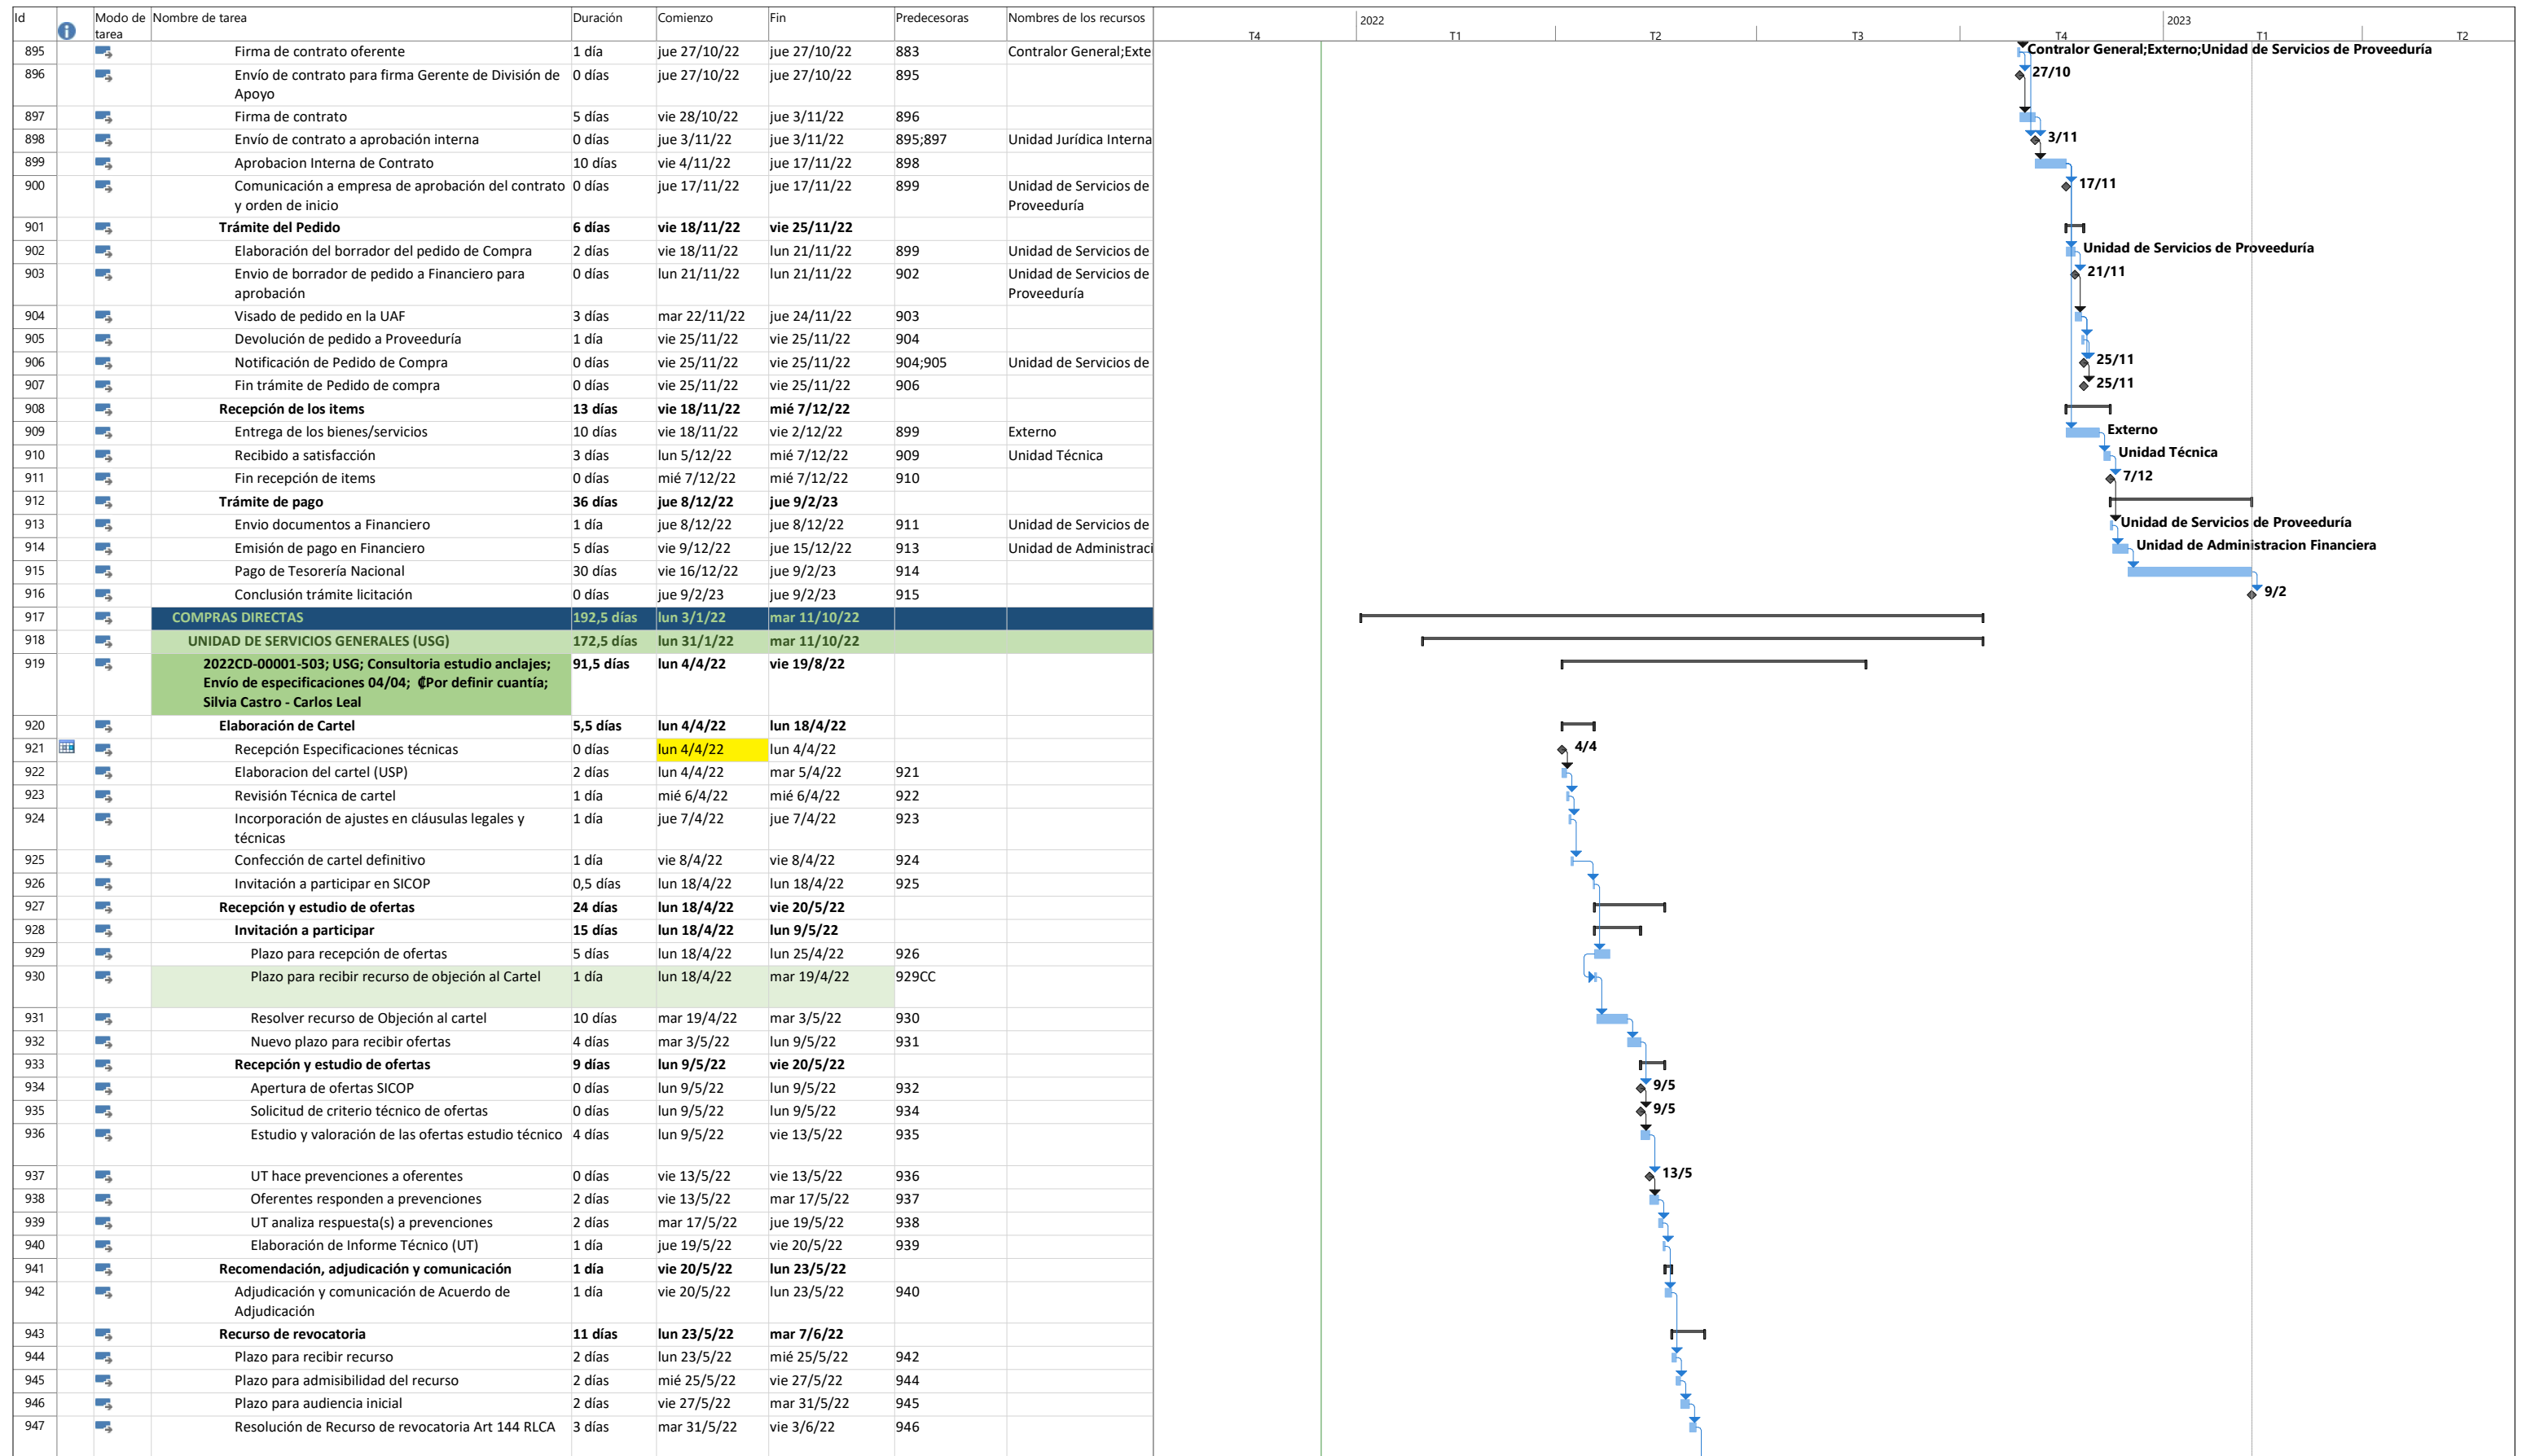 Id Modo de tarea Nombre de tarea Duración Comienzo Fin Predecesoras Nombres de los recursos
2022 2023
T4 T1 T2 T3 T4 T1 T2
895 Firma de contrato oferente 1 día jue 27/10/22 jue 27/10/22 883 Contralor General;Exte Contralor General;Externo;Unidad de Servicios de Proveeduría
896 Envío de contrato para firma Gerente de División de 0 días jue 27/10/22 jue 27/10/22 895 27/10
Apoyo
897 Firma de contrato 5 días vie 28/10/22 jue 3/11/22 896
898 Envío de contrato a aprobación interna 0 días jue 3/11/22 jue 3/11/22 895;897 Unidad Jurídica Interna 3/11
899 Aprobacion Interna de Contrato 10 días vie 4/11/22 jue 17/11/22 898
900 Comunicación a empresa de aprobación del contrato 0 días jue 17/11/22 jue 17/11/22 899 Unidad de Servicios de 17/11
y orden de inicio Proveeduría
901 Trámite del Pedido 6 días vie 18/11/22 vie 25/11/22
902 Elaboración del borrador del pedido de Compra 2 días vie 18/11/22 lun 21/11/22 899 Unidad de Servicios de Unidad de Servicios de Proveeduría
903 Envio de borrador de pedido a Financiero para 0 días lun 21/11/22 lun 21/11/22 902 Unidad de Servicios de 21/11
aprobación Proveeduría
904 Visado de pedido en la UAF 3 días mar 22/11/22 jue 24/11/22 903
905 Devolución de pedido a Proveeduría 1 día vie 25/11/22 vie 25/11/22 904
906 Notificación de Pedido de Compra 0 días vie 25/11/22 vie 25/11/22 904;905 Unidad de Servicios de 25/11
907 Fin trámite de Pedido de compra 0 días vie 25/11/22 vie 25/11/22 906 25/11
908 Recepción de los items 13 días vie 18/11/22 mié 7/12/22
909 Entrega de los bienes/servicios 10 días vie 18/11/22 vie 2/12/22 899 Externo Externo
910 Recibido a satisfacción 3 días lun 5/12/22 mié 7/12/22 909 Unidad Técnica Unidad Técnica
911 Fin recepción de items 0 días mié 7/12/22 mié 7/12/22 910 7/12
912 Trámite de pago 36 días jue 8/12/22 jue 9/2/23
913 Envio documentos a Financiero 1 día jue 8/12/22 jue 8/12/22 911 Unidad de Servicios de Unidad de Servicios de Proveeduría
914 Emisión de pago en Financiero 5 días vie 9/12/22 jue 15/12/22 913 Unidad de Administraci Unidad de Administracion Financiera
915 Pago de Tesorería Nacional 30 días vie 16/12/22 jue 9/2/23 914
916 Conclusión trámite licitación 0 días jue 9/2/23 jue 9/2/23 915 9/2
917 COMPRAS DIRECTAS 192,5 días lun 3/1/22 mar 11/10/22
918 UNIDAD DE SERVICIOS GENERALES (USG) 172,5 días lun 31/1/22 mar 11/10/22
919 2022CD-00001-503; USG; Consultoria estudio anclajes; 91,5 días lun 4/4/22 vie 19/8/22
Envío de especificaciones 04/04; ₡Por definir cuantía;
Silvia Castro - Carlos Leal
920 Elaboración de Cartel 5,5 días lun 4/4/22 lun 18/4/22
921 Recepción Especificaciones técnicas 0 días lun 4/4/22 lun 4/4/22 4/4
922 Elaboracion del cartel (USP) 2 días lun 4/4/22 mar 5/4/22 921
923 Revisión Técnica de cartel 1 día mié 6/4/22 mié 6/4/22 922
924 Incorporación de ajustes en cláusulas legales y 1 día jue 7/4/22 jue 7/4/22 923
técnicas
925 Confección de cartel definitivo 1 día vie 8/4/22 vie 8/4/22 924
926 Invitación a participar en SICOP 0,5 días lun 18/4/22 lun 18/4/22 925
927 Recepción y estudio de ofertas 24 días lun 18/4/22 vie 20/5/22
928 Invitación a participar 15 días lun 18/4/22 lun 9/5/22
929 Plazo para recepción de ofertas 5 días lun 18/4/22 lun 25/4/22 926
930 Plazo para recibir recurso de objeción al Cartel 1 día lun 18/4/22 mar 19/4/22 929CC
931 Resolver recurso de Objeción al cartel 10 días mar 19/4/22 mar 3/5/22 930
932 Nuevo plazo para recibir ofertas 4 días mar 3/5/22 lun 9/5/22 931
933 Recepción y estudio de ofertas 9 días lun 9/5/22 vie 20/5/22
934 Apertura de ofertas SICOP 0 días lun 9/5/22 lun 9/5/22 932 9/5
935 Solicitud de criterio técnico de ofertas 0 días lun 9/5/22 lun 9/5/22 934 9/5
936 Estudio y valoración de las ofertas estudio técnico 4 días lun 9/5/22 vie 13/5/22 935
937 UT hace prevenciones a oferentes 0 días vie 13/5/22 vie 13/5/22 936 13/5
938 Oferentes responden a prevenciones 2 días vie 13/5/22 mar 17/5/22 937
939 UT analiza respuesta(s) a prevenciones 2 días mar 17/5/22 jue 19/5/22 938
940 Elaboración de Informe Técnico (UT) 1 día jue 19/5/22 vie 20/5/22 939
941 Recomendación, adjudicación y comunicación 1 día vie 20/5/22 lun 23/5/22
942 Adjudicación y comunicación de Acuerdo de 1 día vie 20/5/22 lun 23/5/22 940
Adjudicación
943 Recurso de revocatoria 11 días lun 23/5/22 mar 7/6/22
944 Plazo para recibir recurso 2 días lun 23/5/22 mié 25/5/22 942
945 Plazo para admisibilidad del recurso 2 días mié 25/5/22 vie 27/5/22 944
946 Plazo para audiencia inicial 2 días vie 27/5/22 mar 31/5/22 945
947 Resolución de Recurso de revocatoria Art 144 RLCA 3 días mar 31/5/22 vie 3/6/22 946